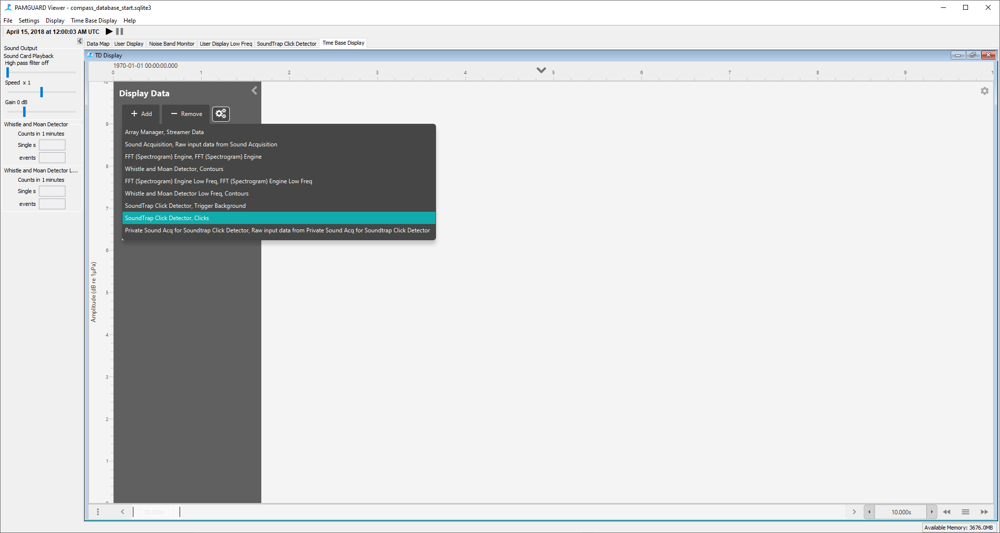 PAMGUARD Viewer - compass_database_start.sqlite3
File Settings Display Time Base Display Help
April 15, 2018 at 12:00:03 AM UTC
Data Map User Display Noise Band Monitor User Display Low Freq SoundTrap Click Detector Time Base Display
Sound Output
Sound Card Playback
High pass filter off
Speed x 1
Gain 0 dB
Whistle and Moan Detector
Counts in 1 minutes
Single s
events
Whistle and Moan Detector L...
Counts in 1 minutes
Single s
events
TD Display
1970-01-01 00:00:00.000
0 1 2 3 4 5 6 7 8 9 1
10
9
8
7
6
5
4
3
2
1
0
Amplitude (dB re 1µPa)
Display Data
+ Add − Remove
Array Manager, Streamer Data
Sound Acquisition, Raw input data from Sound Acquisition
FFT (Spectrogram) Engine, FFT (Spectrogram) Engine
Whistle and Moan Detector, Contours
FFT (Spectrogram) Engine Low Freq, FFT (Spectrogram) Engine Low Freq
Whistle and Moan Detector Low Freq, Contours
SoundTrap Click Detector, Trigger Background
SoundTrap Click Detector, Clicks
Private Sound Acq for Soundtrap Click Detector, Raw input data from Private Sound Acq for Soundtrap Click Detector
10.000s 10.000s
Available Memory: 3676.0MB